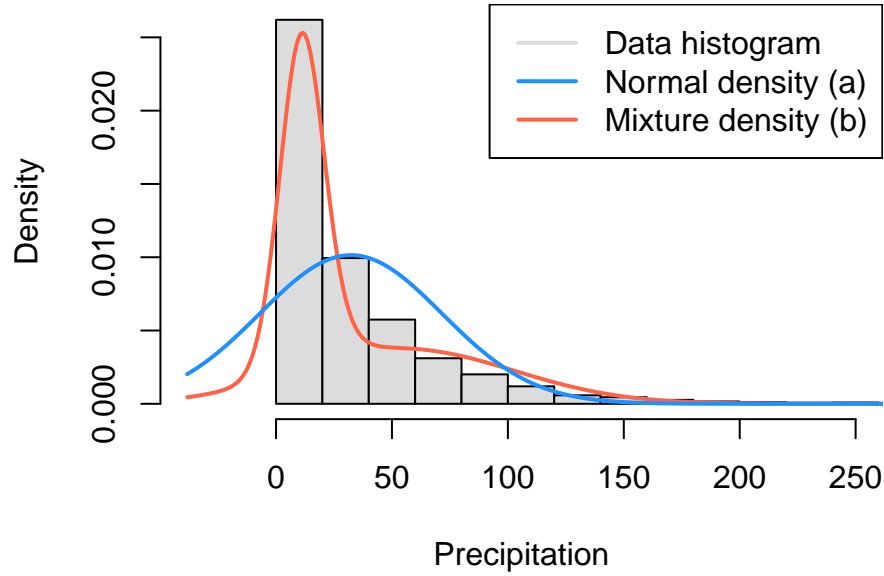 Data histogram
Normal density (a)
Mixture density (b)
Density
0.020
0.010
0.000
0 50 100 150 200 250
Precipitation